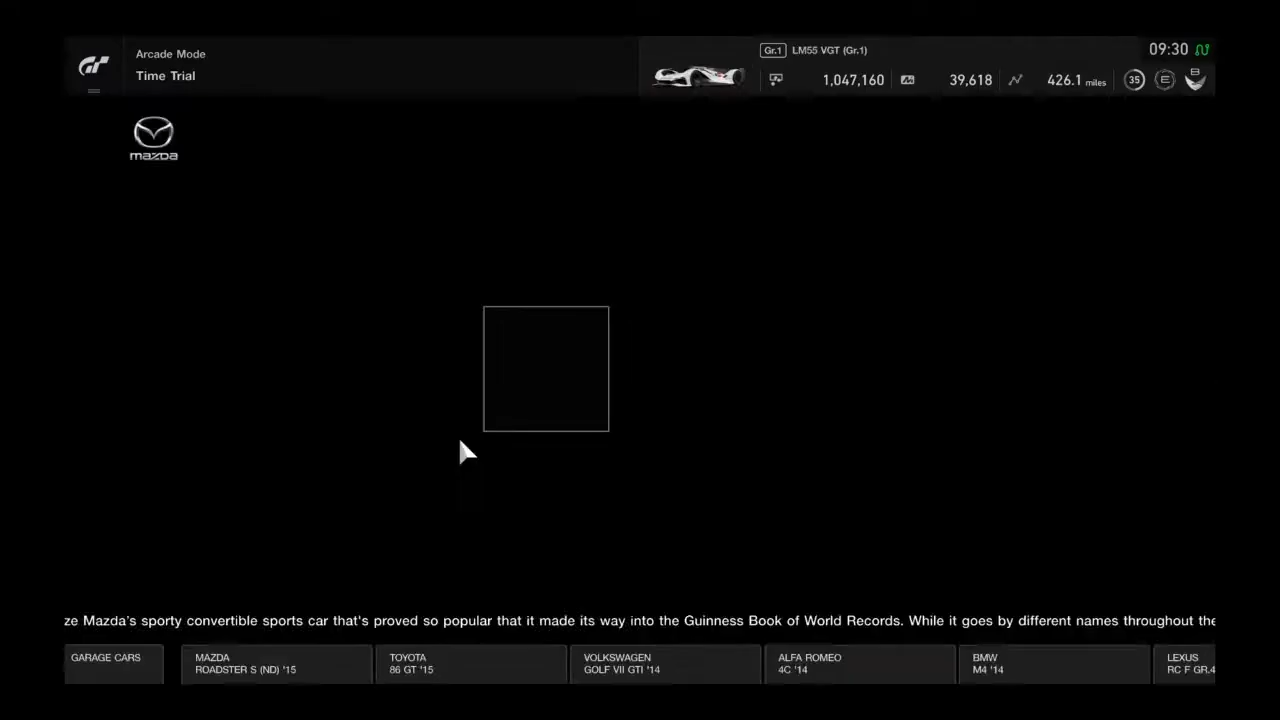 Arcade Mode
Time Trial
Gr.1 LM55 VGT (Gr.1)
09:30
1,047,160
39,618
426.1 miles
35
E
B
mazda
ze Mazda's sporty convertible sports car that's proved so popular that it made its way into the Guinness Book of World Records. While it goes by different names throughout the
GARAGE CARS
MAZDA
ROADSTER S (ND) '15
TOYOTA
86 GT '15
VOLKSWAGEN
GOLF VII GTI '14
ALFA ROMEO
4C '14
BMW
M4 '14
LEXUS
RC F GR.4